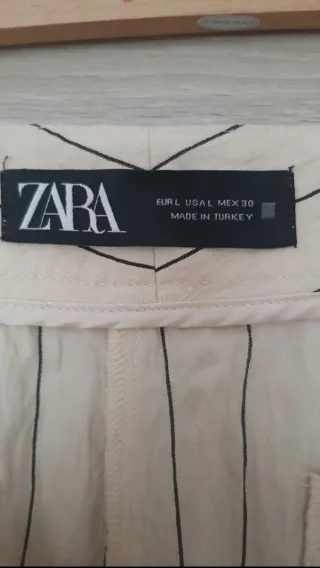 ZARA
EUR L USA L MEX 30
MADE IN TURKEY